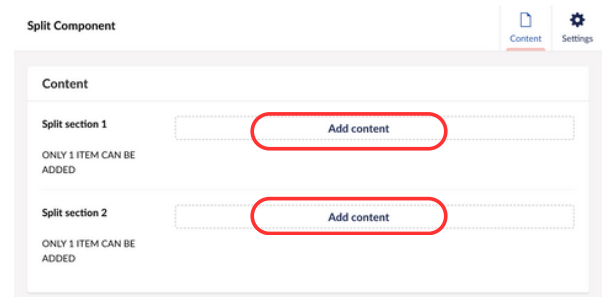 Split Component
Content
Settings
Content
Split section 1
Add content
ONLY 1 ITEM CAN BE
ADDED
Split section 2
Add content
ONLY 1 ITEM CAN BE
ADDED